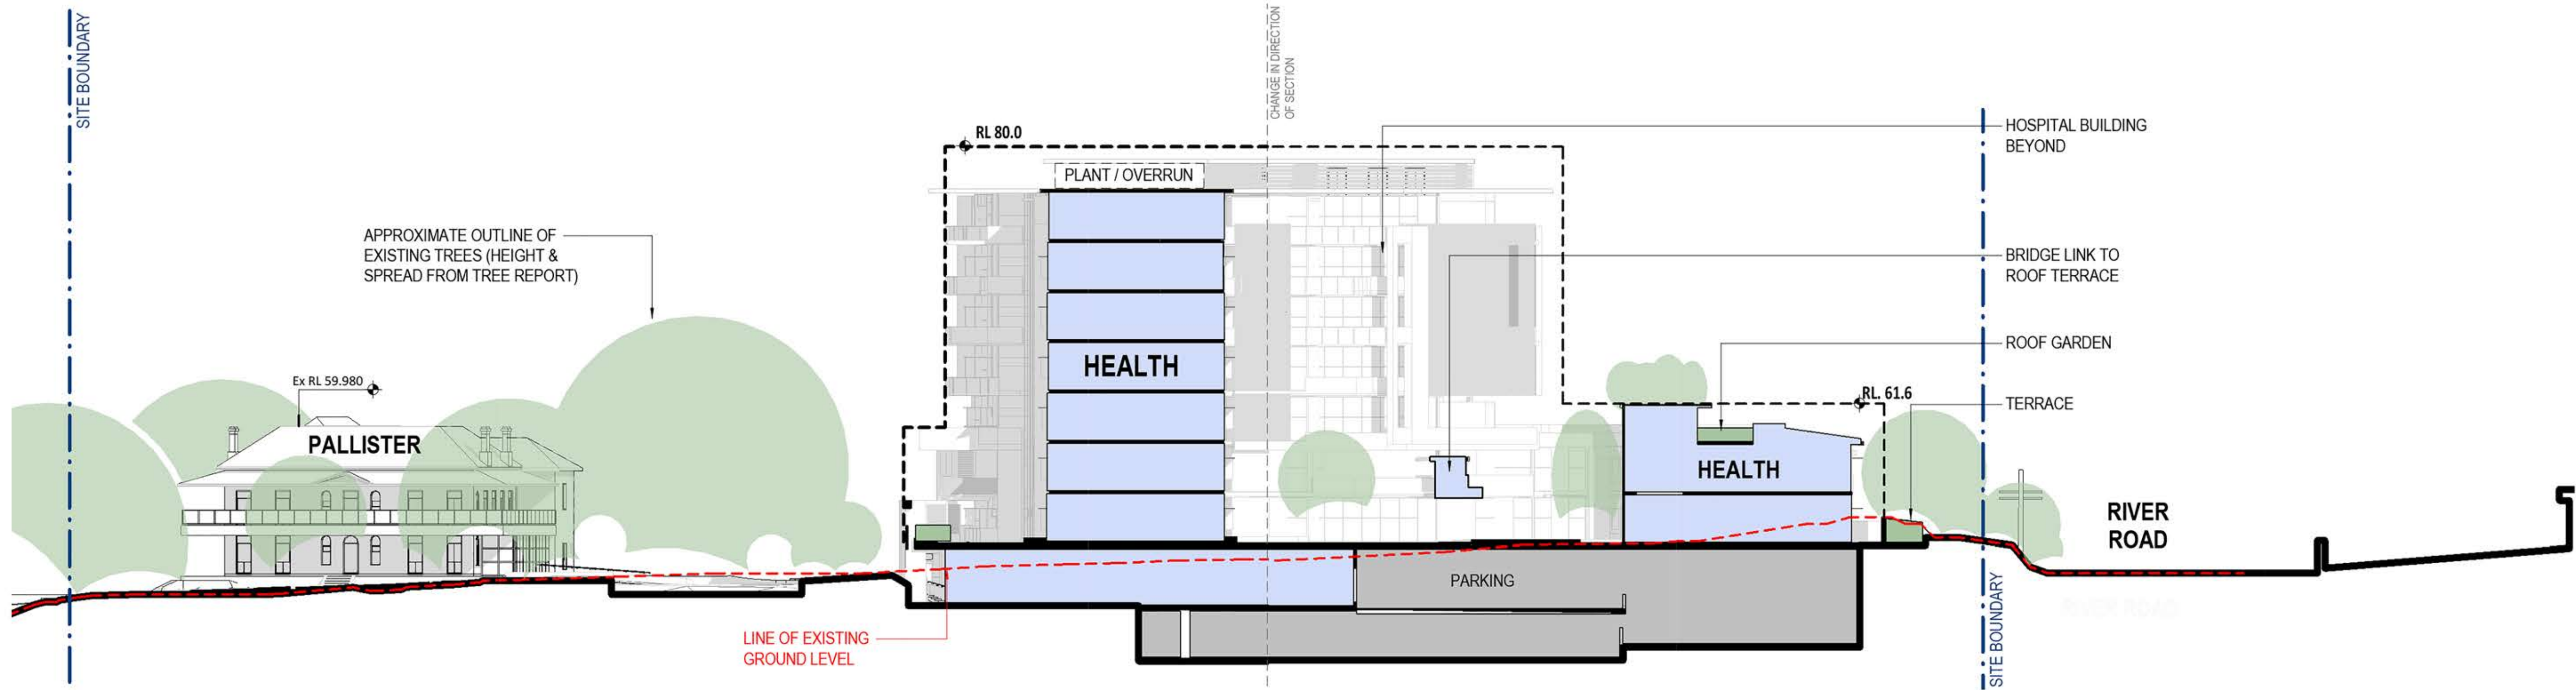 SITE BOUNDARY
CHANGE IN DIRECTION
OF SECTION
RL 80.0
HOSPITAL BUILDING
BEYOND
PLANT / OVERRUN
APPROXIMATE OUTLINE OF
EXISTING TREES (HEIGHT &
SPREAD FROM TREE REPORT)
BRIDGE LINK TO
ROOF TERRACE
ROOF GARDEN
HEALTH
Ex RL 59.980
RL. 61.6
TERRACE
PALLISTER
HEALTH
RIVER
ROAD
PARKING
LINE OF EXISTING
GROUND LEVEL
SITE BOUNDARY
RIVER ROAD